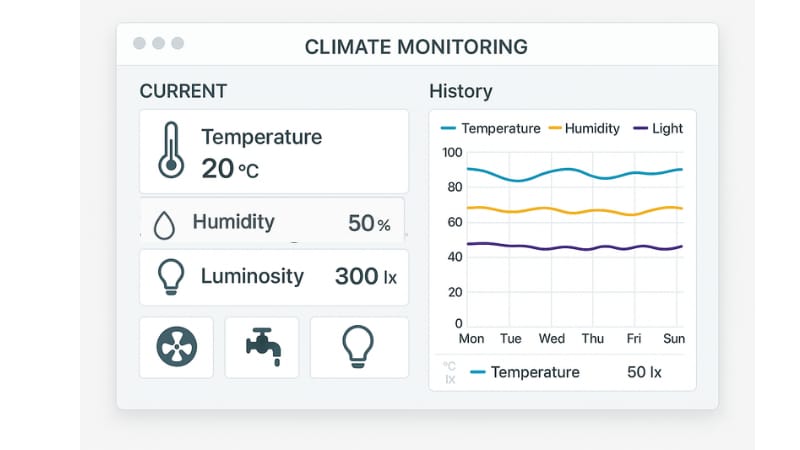 CLIMATE MONITORING
CURRENT
Temperature
20 °C
Humidity 50 %
Luminosity 300 lx
History
Temperature Humidity Light
100
80
60
40
20
0
Mon Tue Wed Thu Fri Sun
°C
lx
Temperature 50 lx